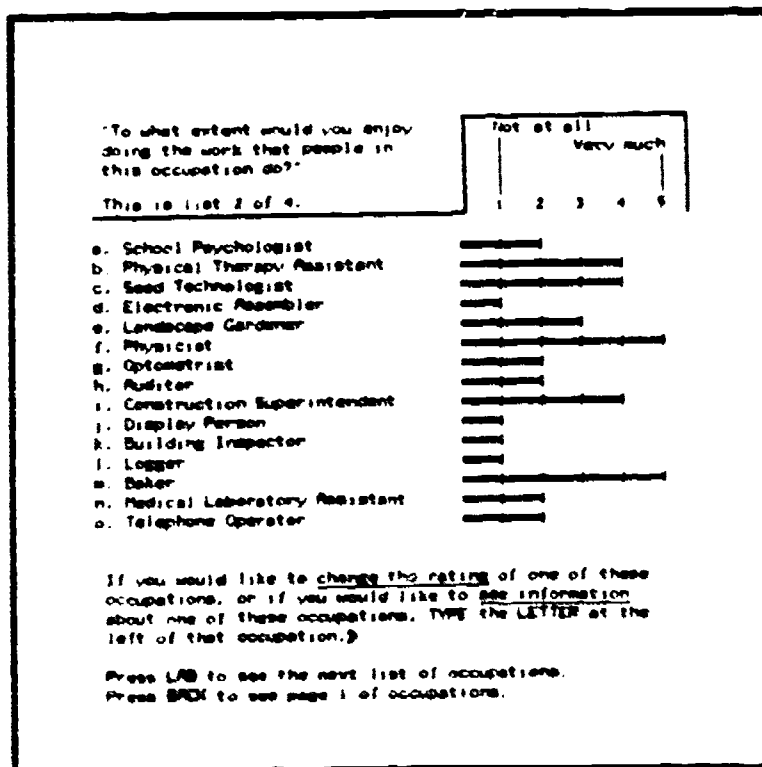 "To what extent would you enjoy
doing the work that people in
this occupation do?"
This is list 2 of 4.
Not at all
Very much
1 2 3 4 5
a. School Psychologist
b. Physical Therapy Assistant
c. Seed Technologist
d. Electronic Assembler
e. Landscape Gardener
f. Physicist
g. Optometrist
h. Auditor
i. Construction Superintendent
j. Display Person
k. Building Inspector
l. Logger
m. Baker
n. Medical Laboratory Assistant
o. Telephone Operator
If you would like to change the rating of one of these
occupations, or if you would like to see information
about one of these occupations, TYPE the LETTER at the
left of that occupation.>
Press LAB to see the next list of occupations.
Press BACK to see page 1 of occupations.